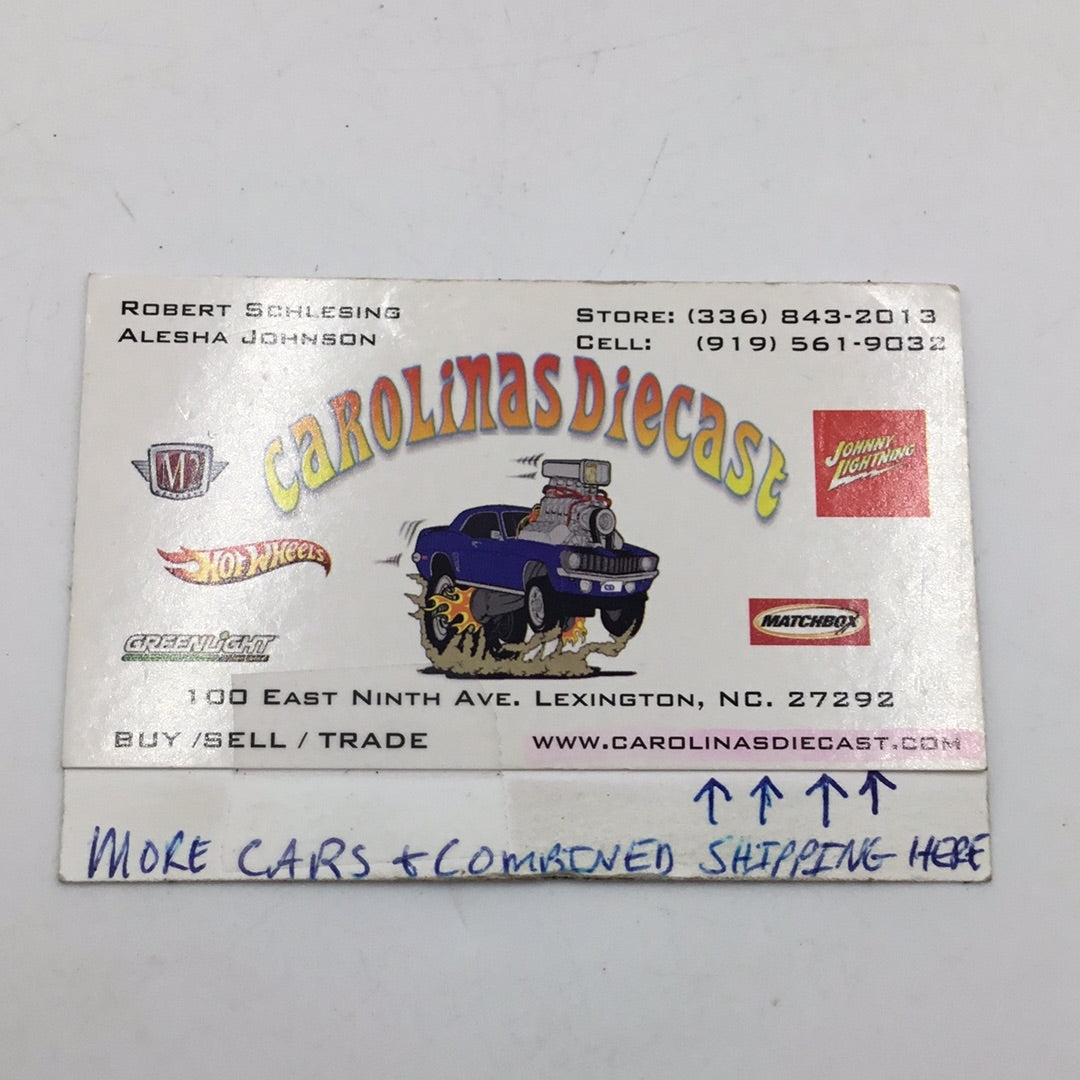 ROBERT SCHLESING
ALESHA JOHNSON
STORE: (336) 843-2013
CELL: (919) 561-9032
CAROLINAS DIECAST
M2
JOHNNY
LIGHTNING
HOT WHEELS
MATCHBOX
GREENLIGHT
100 EAST NINTH AVE. LEXINGTON, NC. 27292
BUY /SELL / TRADE
WWW.CAROLINASDIECAST.COM
↑ ↑ ↑ ↑
MORE CARS + COMBINED SHIPPING HERE